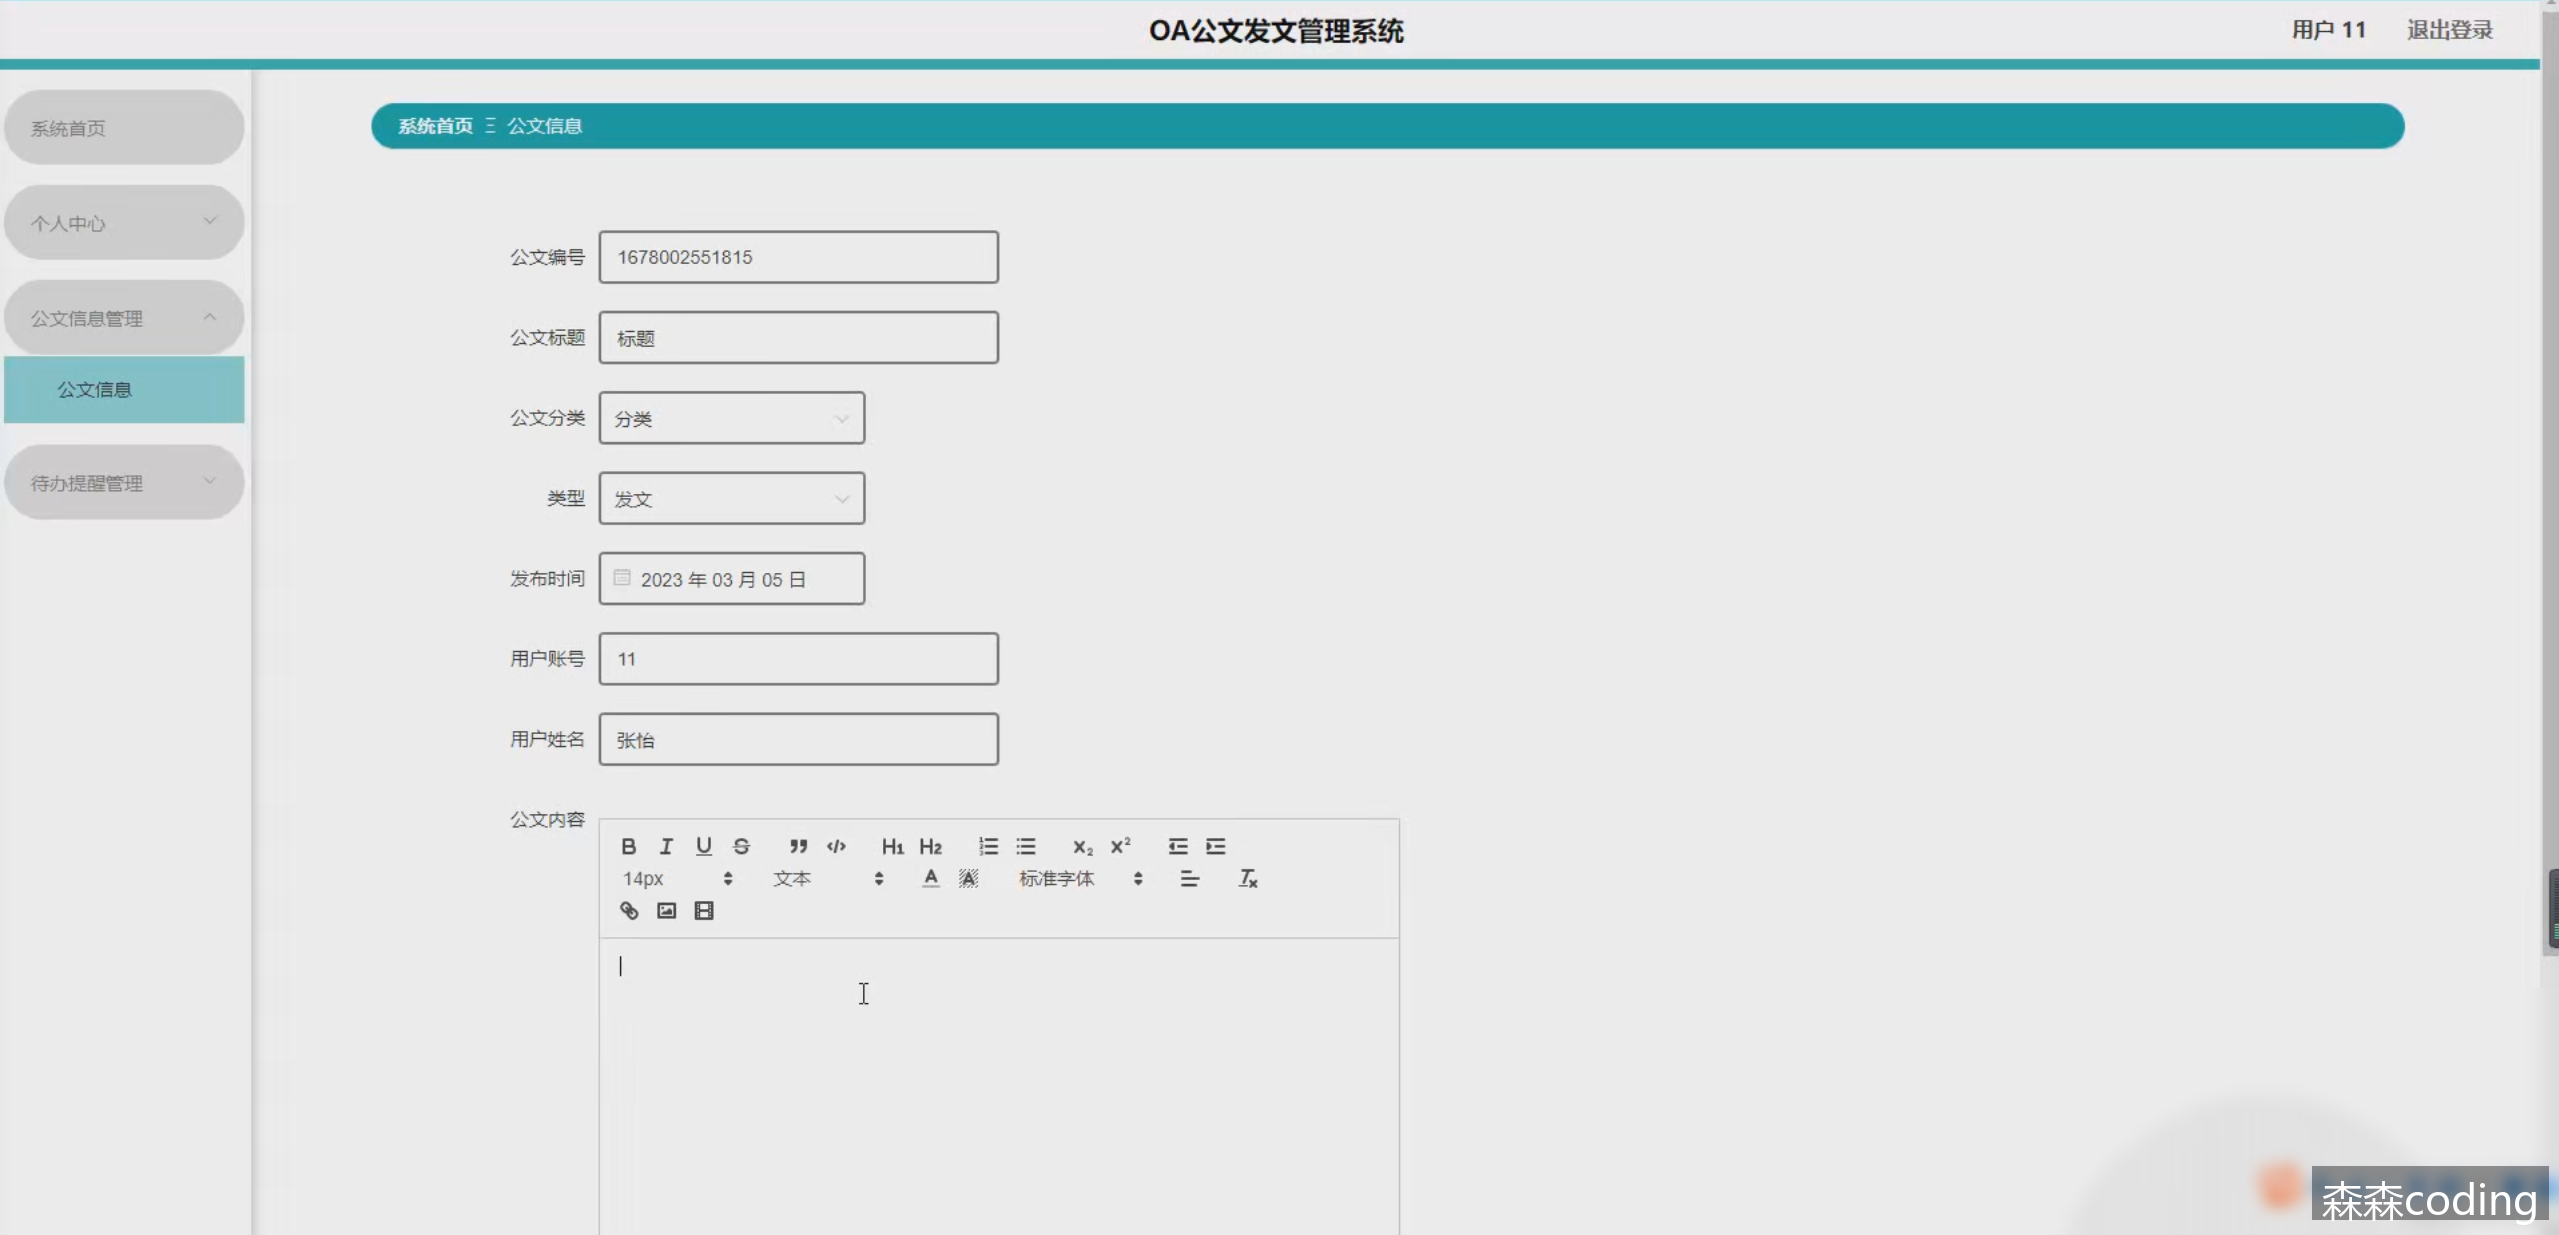 OA公文发文管理系统
用户 11 退出登录
系统首页
个人中心
公文信息管理
公文信息
待办提醒管理
系统首页 Ξ 公文信息
公文编号 1678002551815
公文标题 标题
公文分类 分类
类型 发文
发布时间 2023 年 03 月 05 日
用户账号 11
用户姓名 张怡
公文内容
B I U S ” </> H1 H2 x₂ x²
14px 文本 A A 标准字体 Tx
森森coding